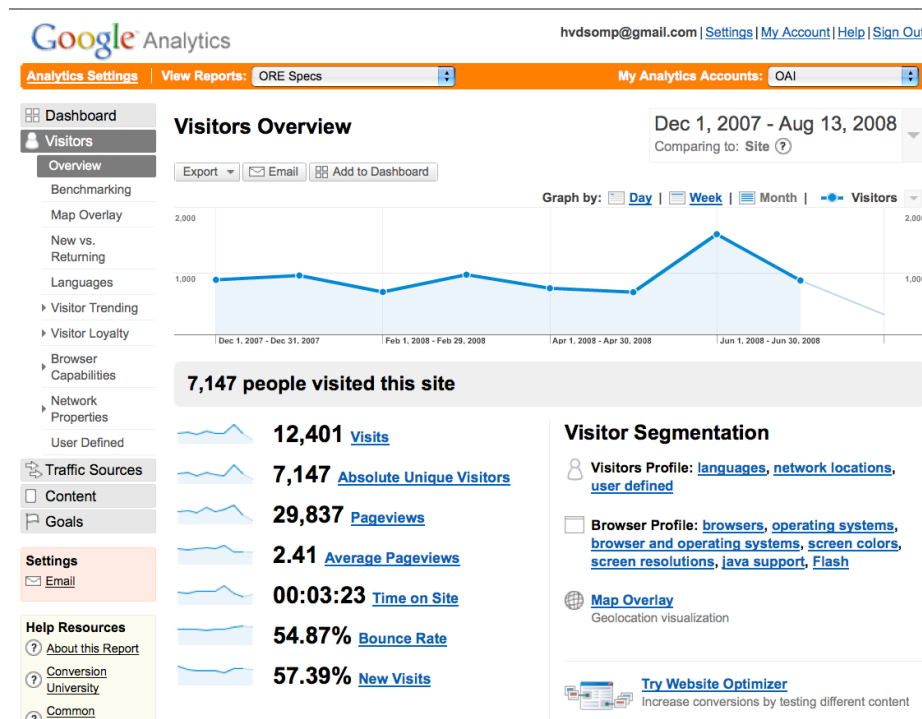 Google Analytics
hvdsomp@gmail.com | Settings | My Account | Help | Sign Out
Analytics Settings | View Reports: ORE Specs My Analytics Accounts: OAI
Dashboard
Visitors
Overview
Benchmarking
Map Overlay
New vs.
Returning
Languages
Visitor Trending
Visitor Loyalty
Browser
Capabilities
Network
Properties
User Defined
Traffic Sources
Content
Goals
Settings
Email
Help Resources
About this Report
Conversion
University
Common
Visitors Overview
Dec 1, 2007 - Aug 13, 2008
Comparing to: Site ?
Export Email Add to Dashboard
Graph by: Day | Week | Month | Visitors
2,000 2,000
1,000 1,000
Dec 1, 2007 - Dec 31, 2007 Feb 1, 2008 - Feb 29, 2008 Apr 1, 2008 - Apr 30, 2008 Jun 1, 2008 - Jun 30, 2008
7,147 people visited this site
12,401 Visits
7,147 Absolute Unique Visitors
29,837 Pageviews
2.41 Average Pageviews
00:03:23 Time on Site
54.87% Bounce Rate
57.39% New Visits
Visitor Segmentation
Visitors Profile: languages, network locations,
user defined
Browser Profile: browsers, operating systems,
browser and operating systems, screen colors,
screen resolutions, java support, Flash
Map Overlay
Geolocation visualization
Try Website Optimizer
Increase conversions by testing different content